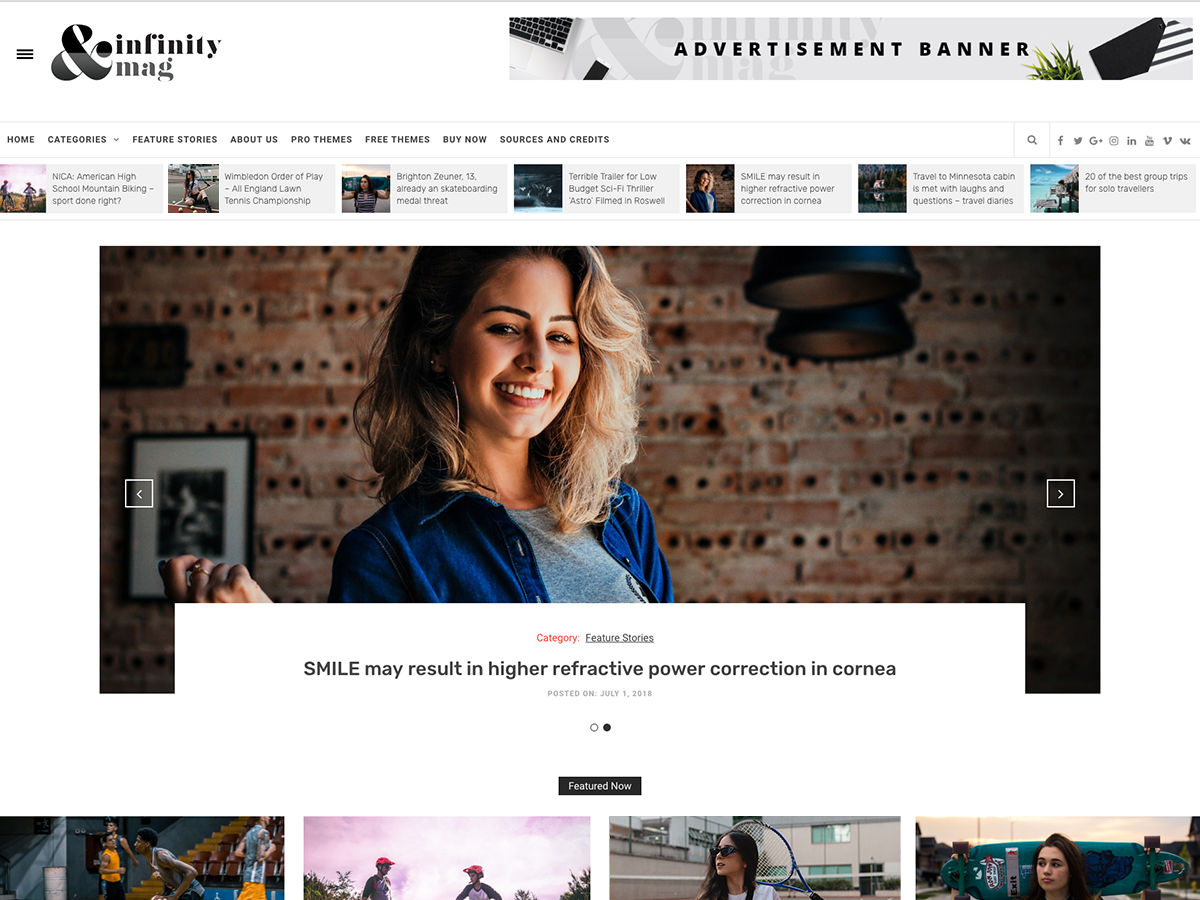 &infinity
mag
ADVERTISEMENT BANNER
HOME CATEGORIES FEATURE STORIES ABOUT US PRO THEMES FREE THEMES BUY NOW SOURCES AND CREDITS
NICA: American High
School Mountain Biking –
sport done right?
Wimbledon Order of Play
– All England Lawn
Tennis Championship
Brighton Zeuner, 13,
already an skateboarding
medal threat
Terrible Trailer for Low
Budget Sci-Fi Thriller
‘Astro’ Filmed in Roswell
SMILE may result in
higher refractive power
correction in cornea
Travel to Minnesota cabin
is met with laughs and
questions – travel diaries
20 of the best group trips
for solo travellers
Category: Feature Stories
SMILE may result in higher refractive power correction in cornea
POSTED ON: JULY 1, 2018
Featured Now
Exit